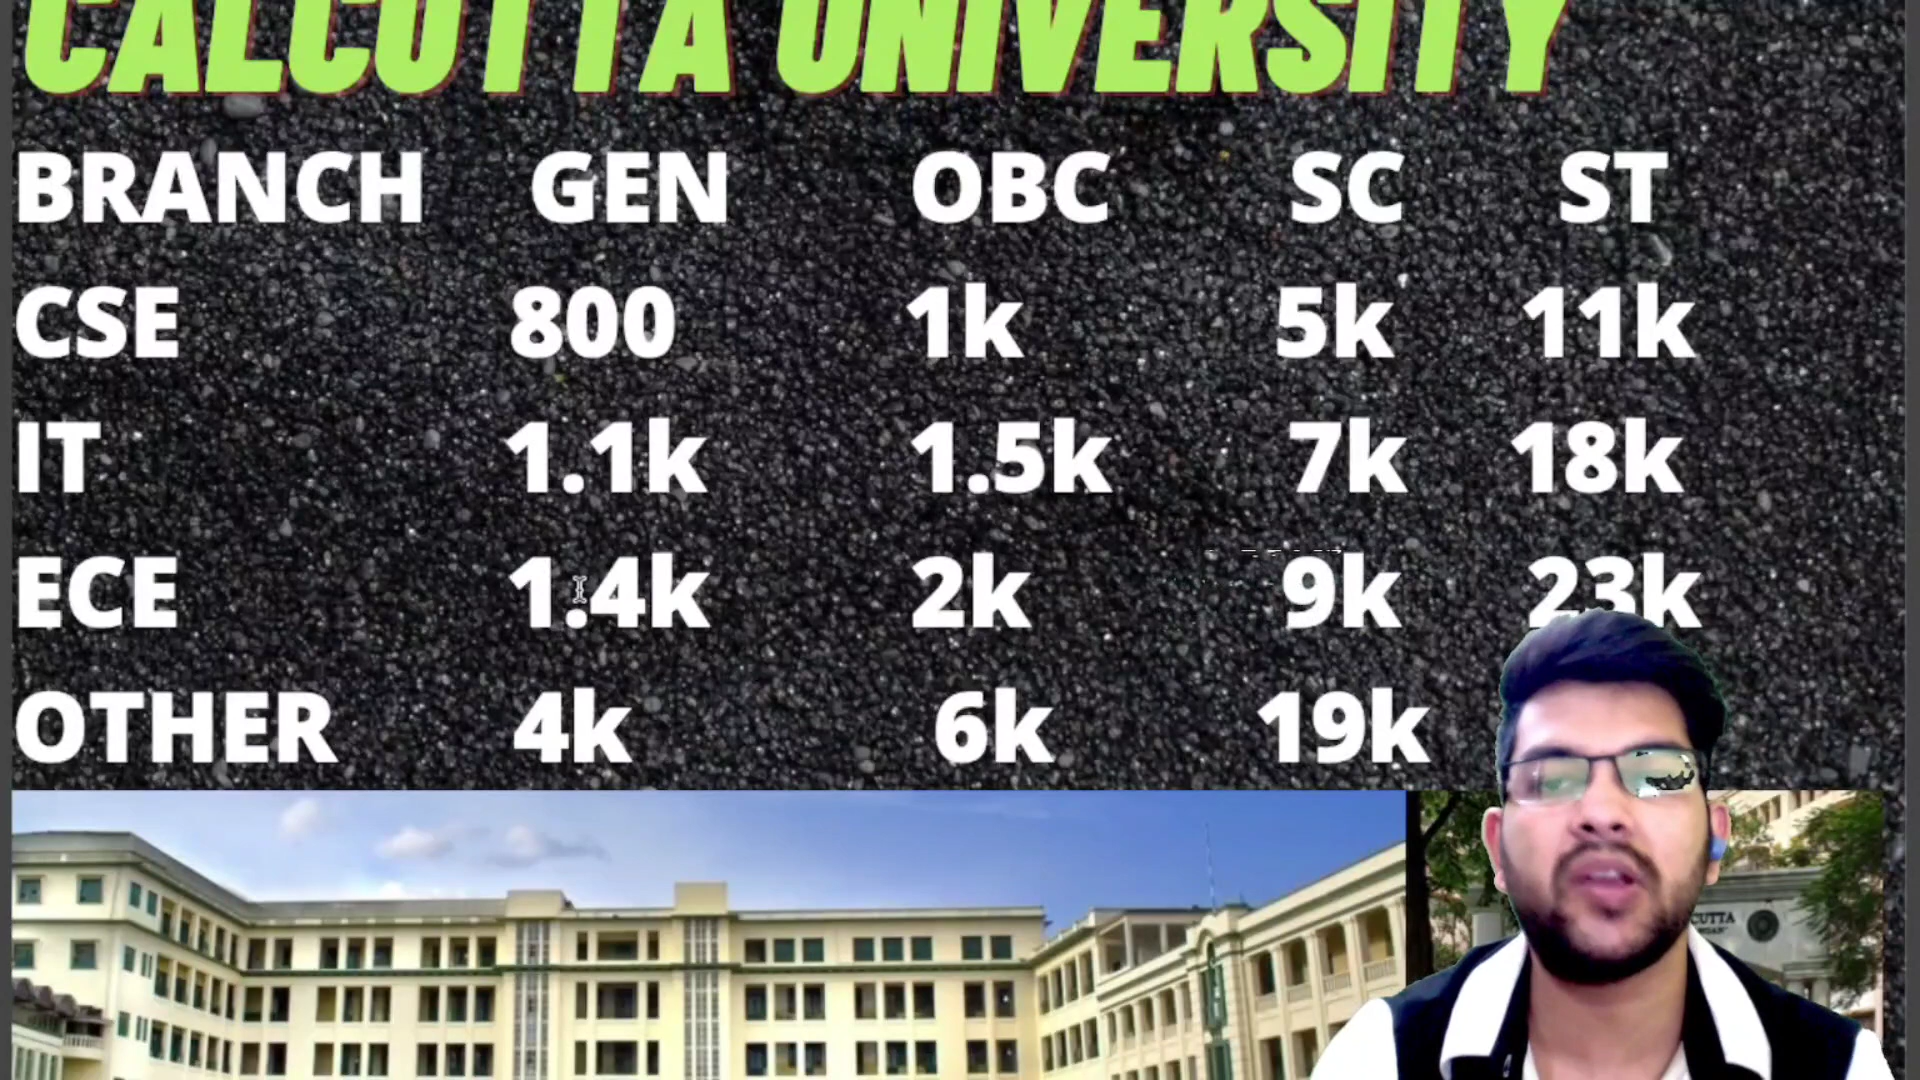 CALCUTTA UNIVERSITY
BRANCH GEN OBC SC ST
CSE 800 1k 5k 11k
IT 1.1k 1.5k 7k 18k
ECE 1.4k 2k 9k 23k
OTHER 4k 6k 19k